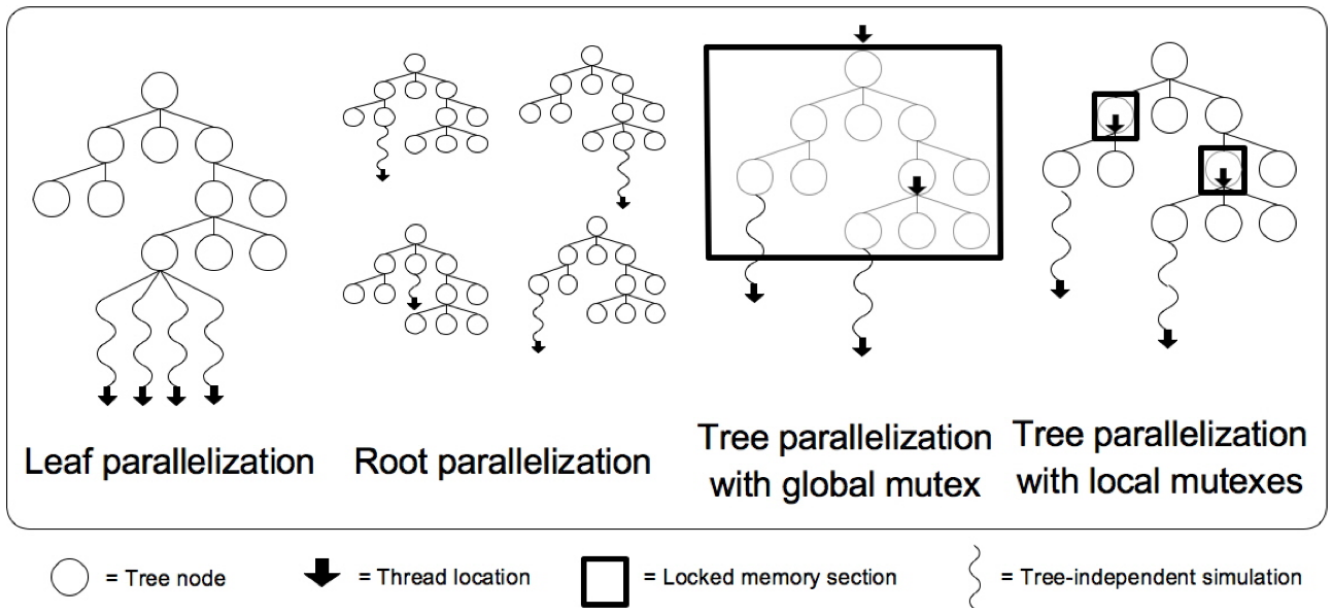 Leaf parallelization
Root parallelization
Tree parallelization
with global mutex
Tree parallelization
with local mutexes
= Tree node
= Thread location
= Locked memory section
= Tree-independent simulation